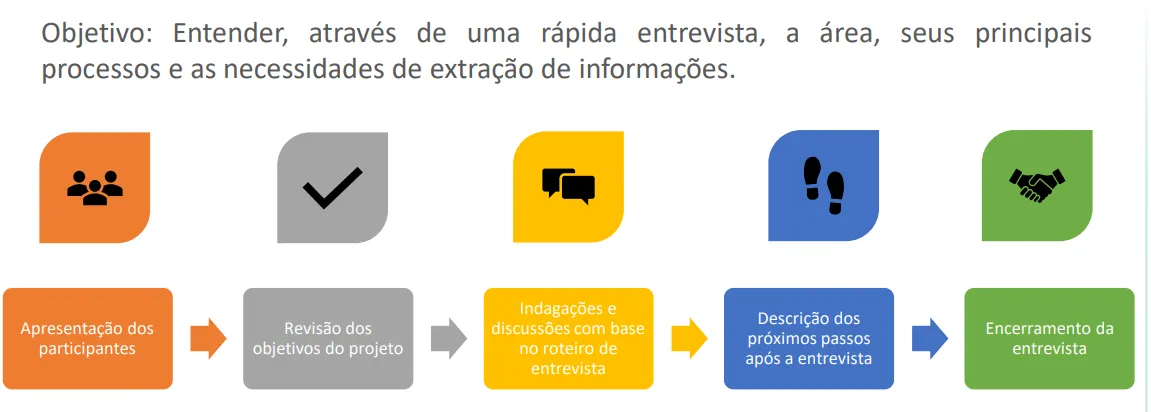 Objetivo: Entender, através de uma rápida entrevista, a área, seus principais
processos e as necessidades de extração de informações.
Apresentação dos
participantes
Revisão dos
objetivos do projeto
Indagações e
discussões com base
no roteiro de
entrevista
Descrição dos
próximos passos
após a entrevista
Encerramento da
entrevista